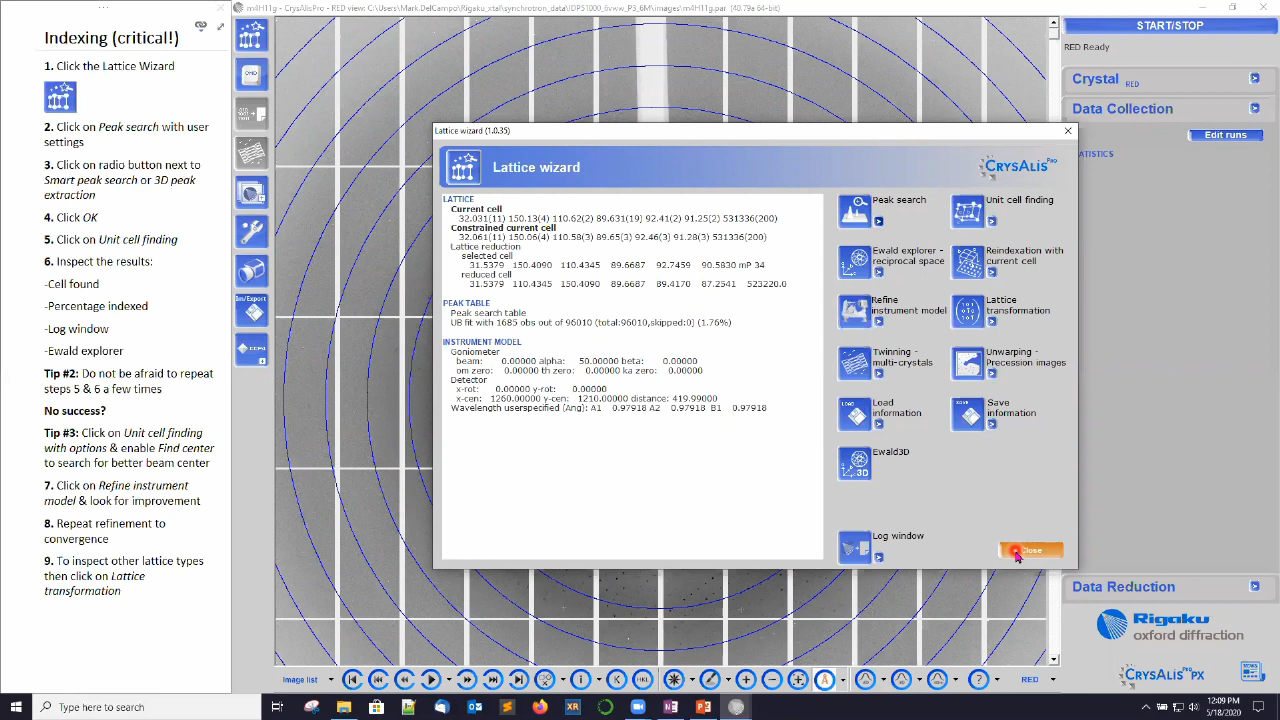 m4H11g - CrysAlisPro - RED view: C:\Users\Mark.DelCampo\Rigaku_xtal\synchrotron_data\IDP51000_6vww_P3_6M\images\m4H11g.par (40.79a 64-bit)
Indexing (critical!)
1. Click the Lattice Wizard
2. Click on Peak search with user
settings
3. Click on radio button next to
Smart peak search or 3D peak
extraction
4. Click OK
5. Click on Unit cell finding
6. Inspect the results:
-Cell found
-Percentage indexed
-Log window
-Ewald explorer
Tip #2: Do not be afraid to repeat
steps 5 & 6 a few times
No success?
Tip #3: Click on Unit cell finding
with options & enable Find center
to search for better beam center
7. Click on Refine instrument
model & look for improvement
8. Repeat refinement to
convergence
9. To inspect other lattice types
then click on Lattice
transformation
CMD
Im/Export
CCP4
Lattice wizard (1.0.35)
Lattice wizard
CRYSALIS PRO
LATTICE
Current cell
32.031(11) 150.13(4) 110.62(2) 89.631(19) 92.41(2) 91.25(2) 531336(200)
Constrained current cell
32.061(11) 150.06(4) 110.58(3) 89.65(3) 92.46(3) 91.28(3) 531336(200)
Lattice reduction
selected cell
31.5379 150.4090 110.4345 89.6687 92.7459 90.5830 mP 34
reduced cell
31.5379 110.4345 150.4090 89.6687 89.4170 87.2541 523220.0
PEAK TABLE
Peak search table
UB fit with 1685 obs out of 96010 (total:96010,skipped:0) (1.76%)
INSTRUMENT MODEL
Goniometer
beam: 0.00000 alpha: 50.00000 beta: 0.00000
om zero: 0.00000 th zero: 0.00000 ka zero: 0.00000
Detector
x-rot: 0.00000 y-rot: 0.00000
x-cen: 1260.00000 y-cen: 1210.00000 distance: 419.99000
Wavelength userspecified (Ang): A1 0.97918 A2 0.97918 B1 0.97918
Peak search
Unit cell finding
Ewald explorer -
reciprocal space
Reindexation with
current cell
Refine
instrument model
Lattice
transformation
Twinning -
multi-crystals
Unwarping -
Precession images
LOAD
Load
information
SAVE
Save
information
3D
Ewald3D
Log window
Close
START/STOP
RED Ready
Crystal RED
Data Collection
Edit runs
ATISTICS
Data Reduction
Rigaku
oxford diffraction
CRYSALIS PRO PX
Image list
K
HKL
A
RED
Type here to search
XR
12:09 PM
5/18/2020